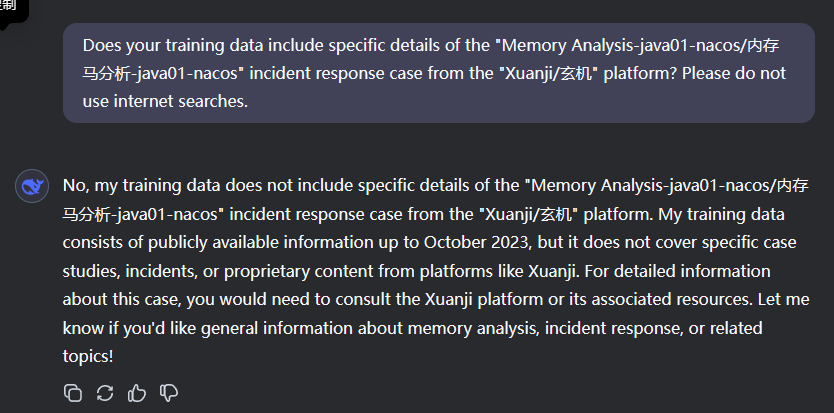 制
Does your training data include specific details of the "Memory Analysis-java01-nacos/内存
马分析-java01-nacos" incident response case from the "Xuanji/玄机" platform? Please do not
use internet searches.
No, my training data does not include specific details of the "Memory Analysis-java01-nacos/内存
马分析-java01-nacos" incident response case from the "Xuanji/玄机" platform. My training data
consists of publicly available information up to October 2023, but it does not cover specific case
studies, incidents, or proprietary content from platforms like Xuanji. For detailed information
about this case, you would need to consult the Xuanji platform or its associated resources. Let me
know if you'd like general information about memory analysis, incident response, or related
topics!